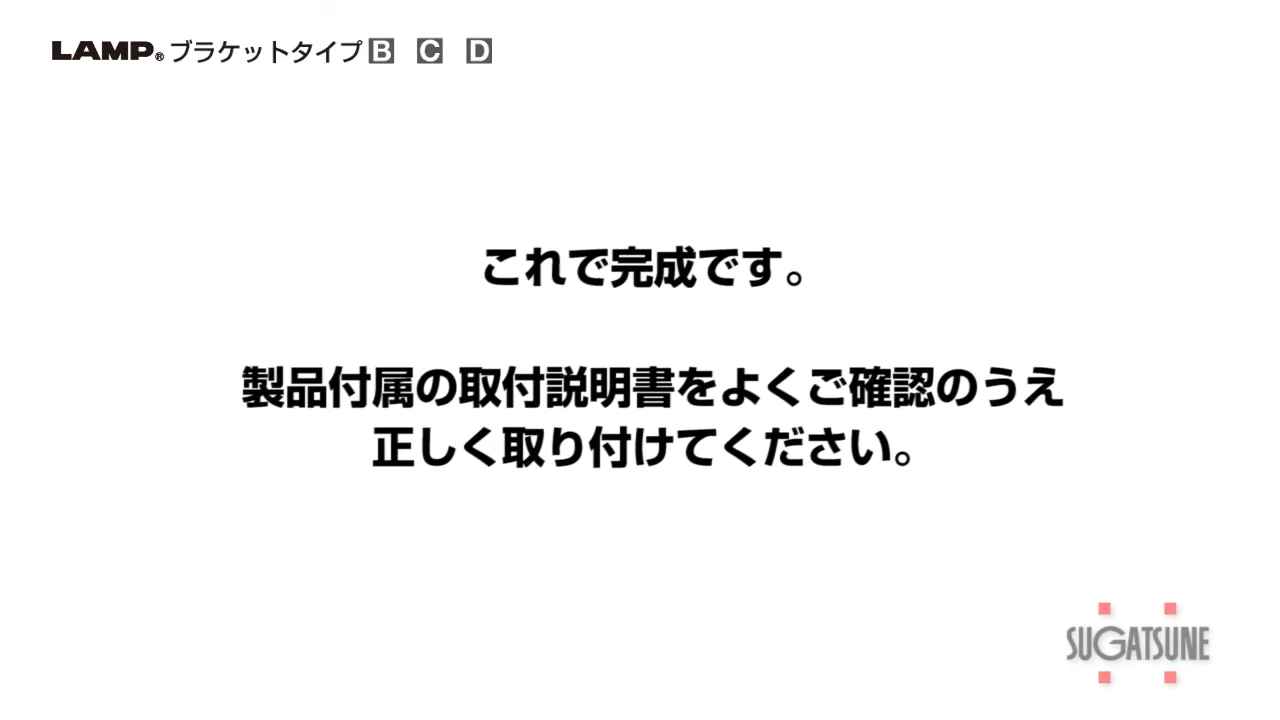 LAMP® ブラケットタイプ B C D
これで完成です。
製品付属の取付説明書をよくご確認のうえ
正しく取り付けてください。
SUGATSUNE